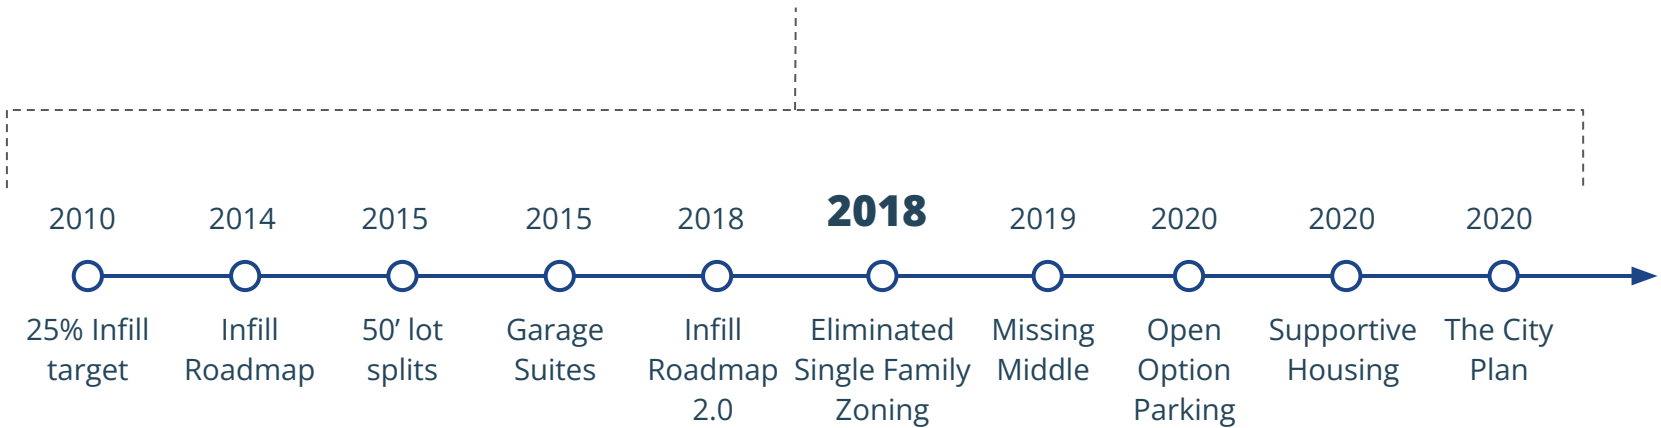 2010 2014 2015 2015 2018 2018 2019 2020 2020 2020
25% Infill
target
Infill
Roadmap
50’ lot
splits
Garage
Suites
Infill
Roadmap
2.0
Eliminated
Single Family
Zoning
Missing
Middle
Open
Option
Parking
Supportive
Housing
The City
Plan